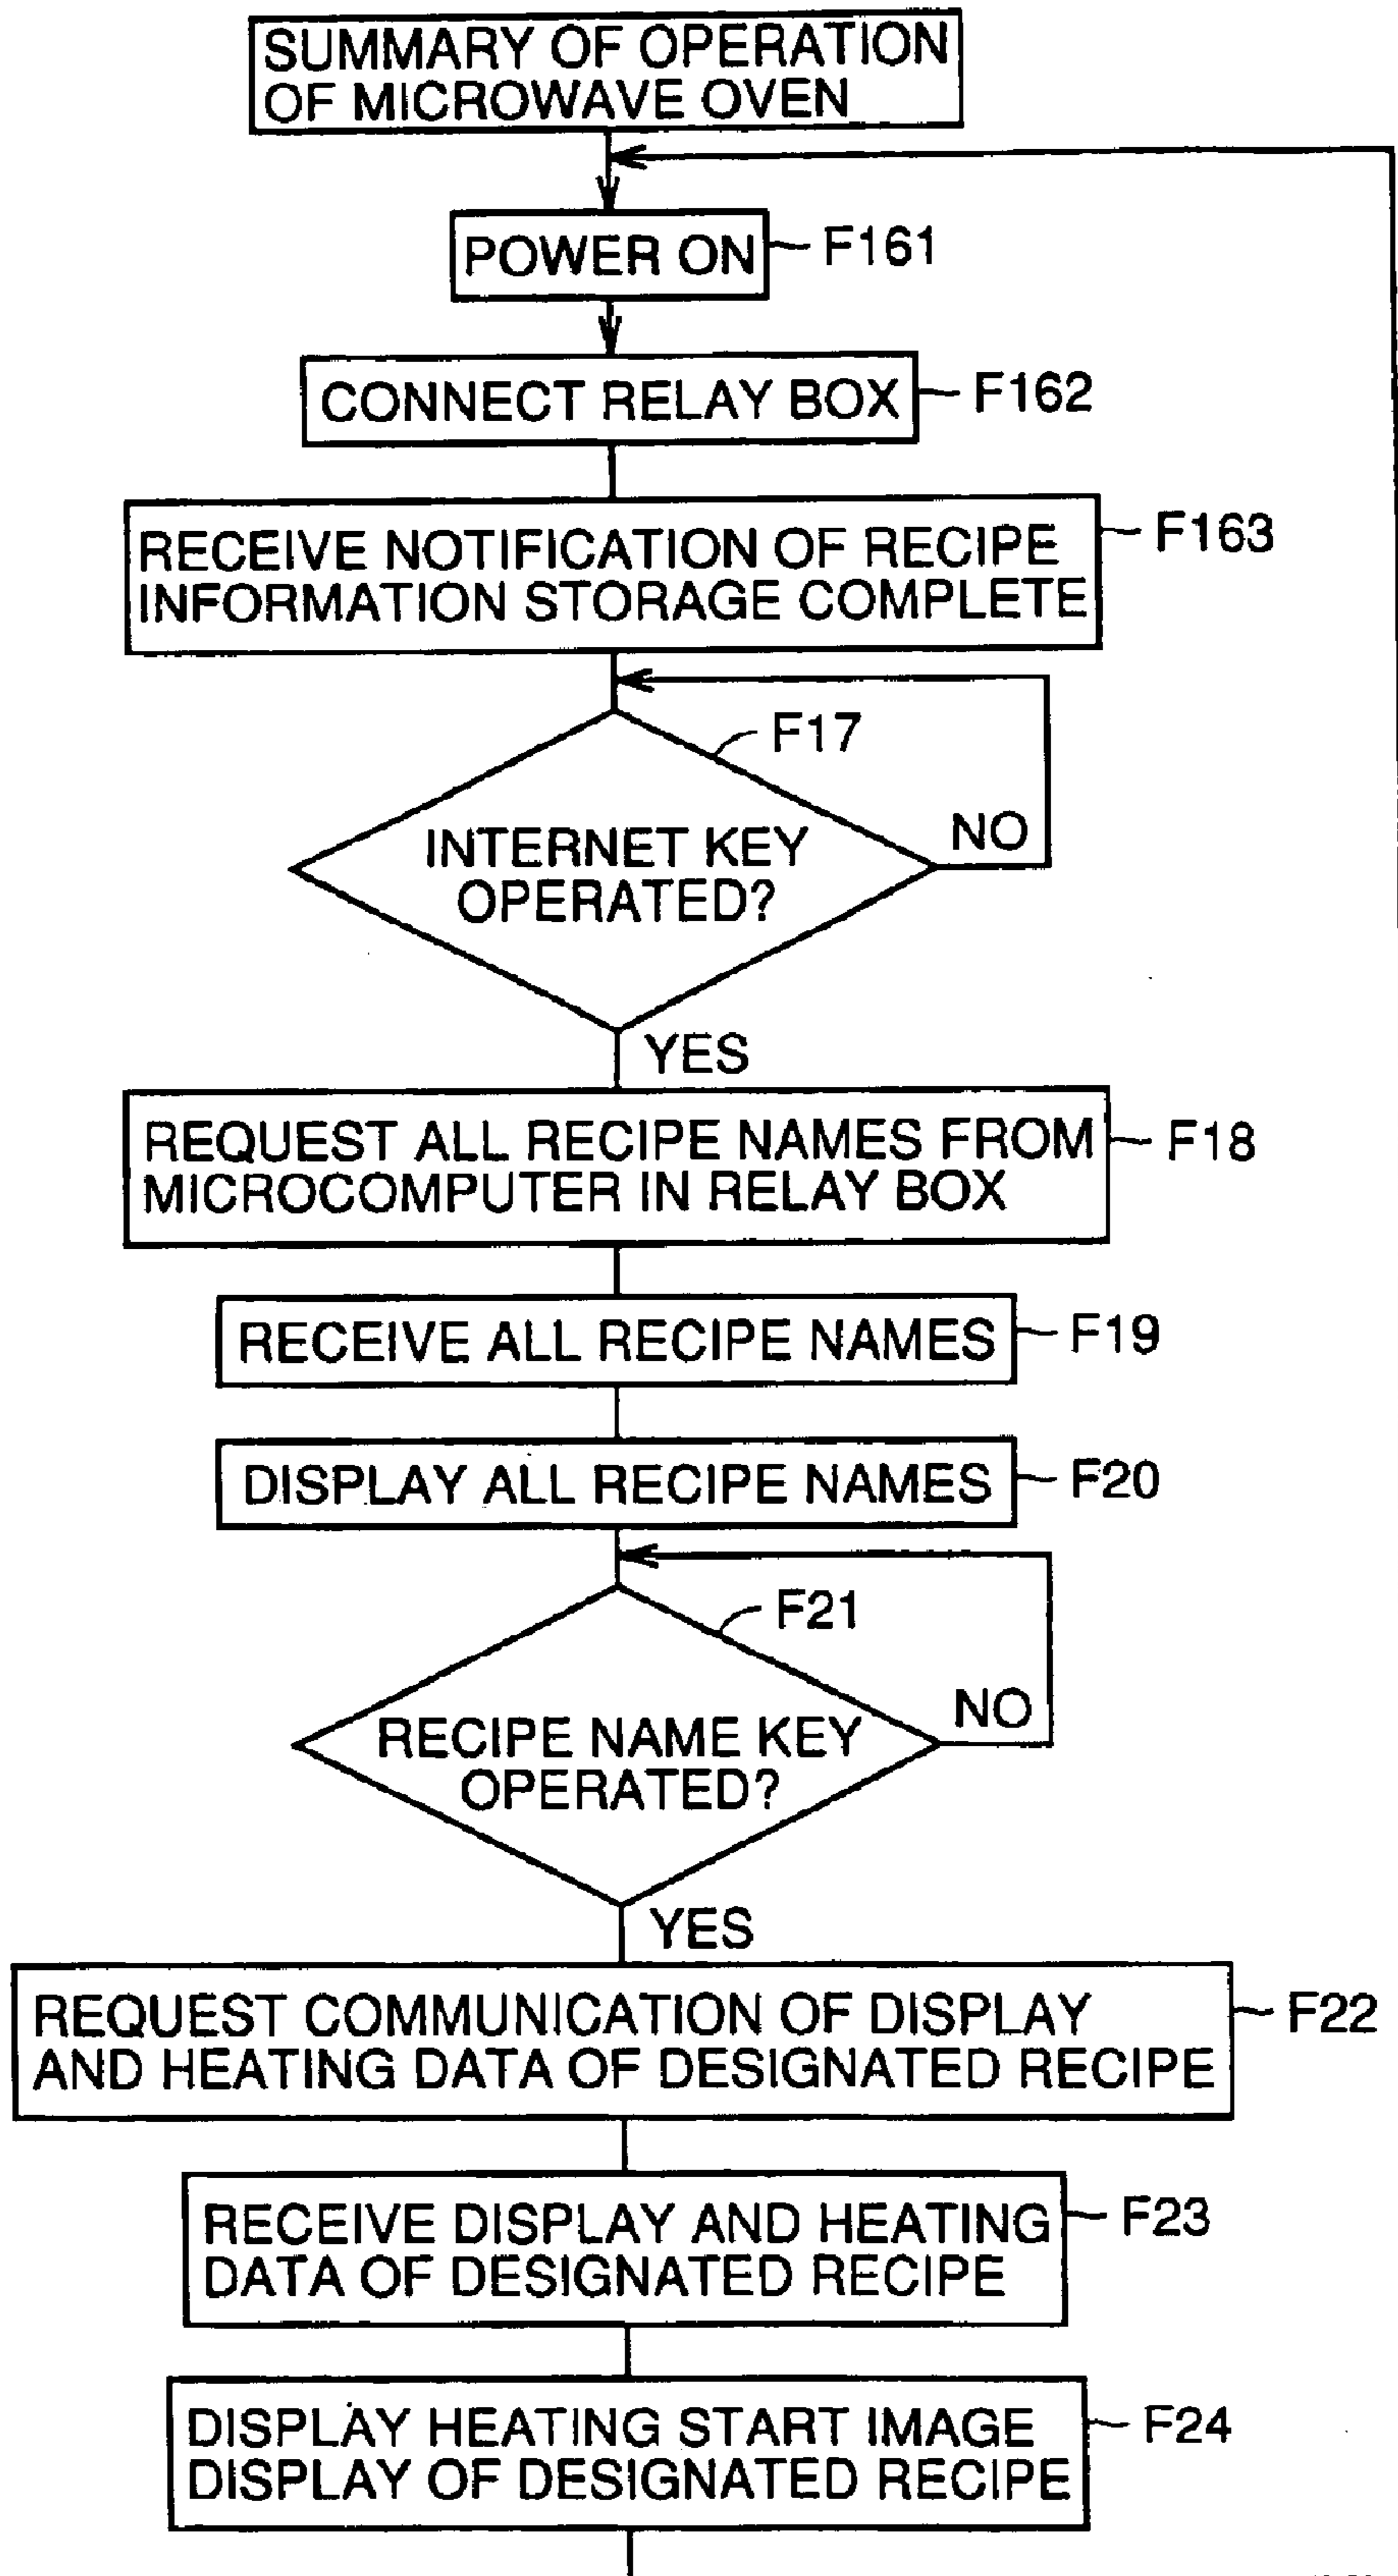 SUMMARY OF OPERATION
OF MICROWAVE OVEN
POWER ON
F161
CONNECT RELAY BOX
F162
RECEIVE NOTIFICATION OF RECIPE
INFORMATION STORAGE COMPLETE
F163
F17
INTERNET KEY
OPERATED?
NO
YES
REQUEST ALL RECIPE NAMES FROM
MICROCOMPUTER IN RELAY BOX
F18
RECEIVE ALL RECIPE NAMES
F19
DISPLAY ALL RECIPE NAMES
F20
F21
RECIPE NAME KEY
OPERATED?
NO
YES
REQUEST COMMUNICATION OF DISPLAY
AND HEATING DATA OF DESIGNATED RECIPE
F22
RECEIVE DISPLAY AND HEATING
DATA OF DESIGNATED RECIPE
F23
DISPLAY HEATING START IMAGE
DISPLAY OF DESIGNATED RECIPE
F24